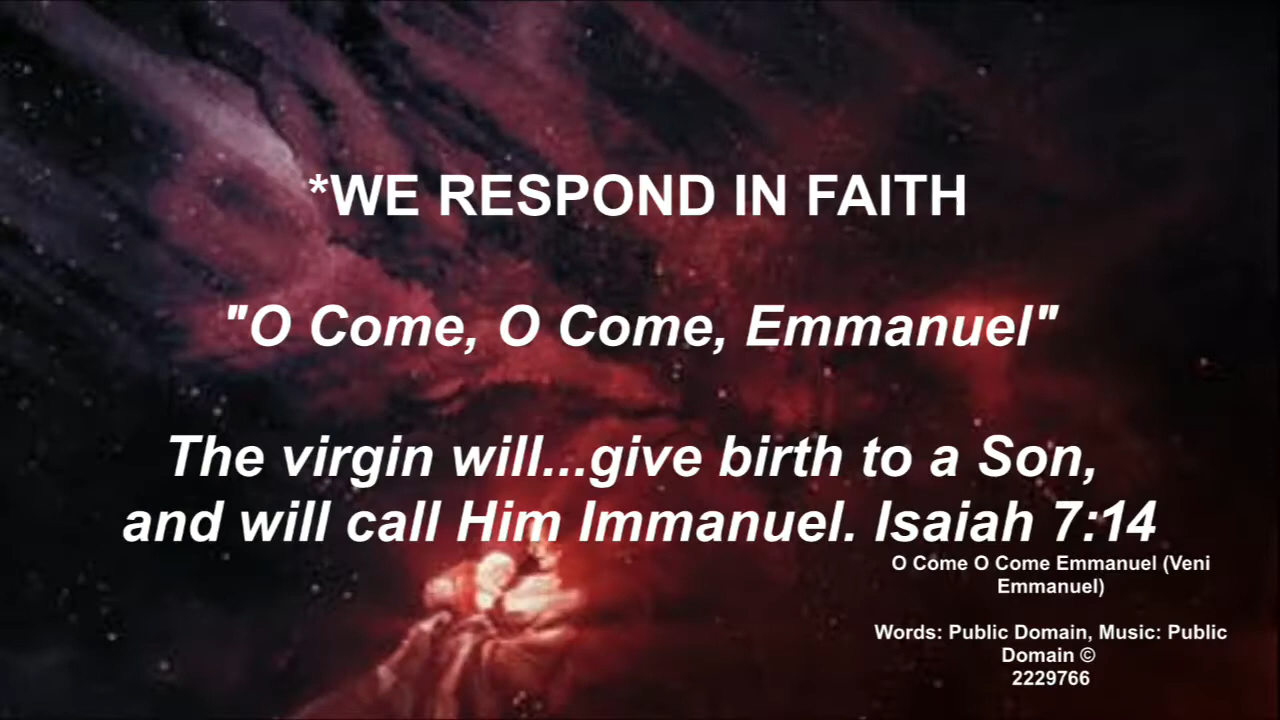 *WE RESPOND IN FAITH
"O Come, O Come, Emmanuel"
The virgin will...give birth to a Son,
and will call Him Immanuel. Isaiah 7:14
O Come O Come Emmanuel (Veni
Emmanuel)
Words: Public Domain, Music: Public
Domain ©
2229766